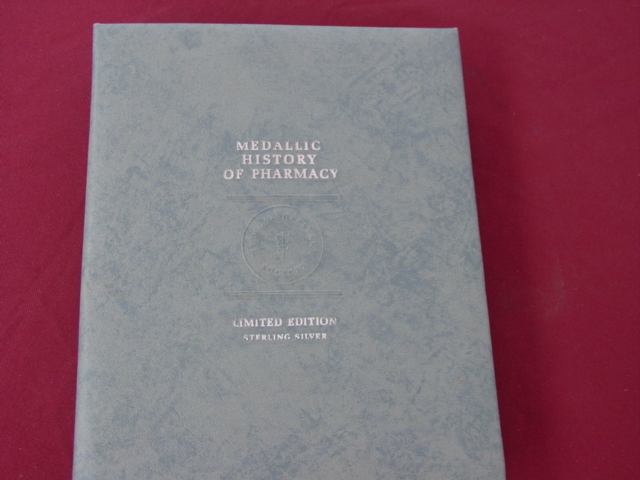 MEDALLIC
HISTORY
OF PHARMACY
LIMITED EDITION
STERLING SILVER